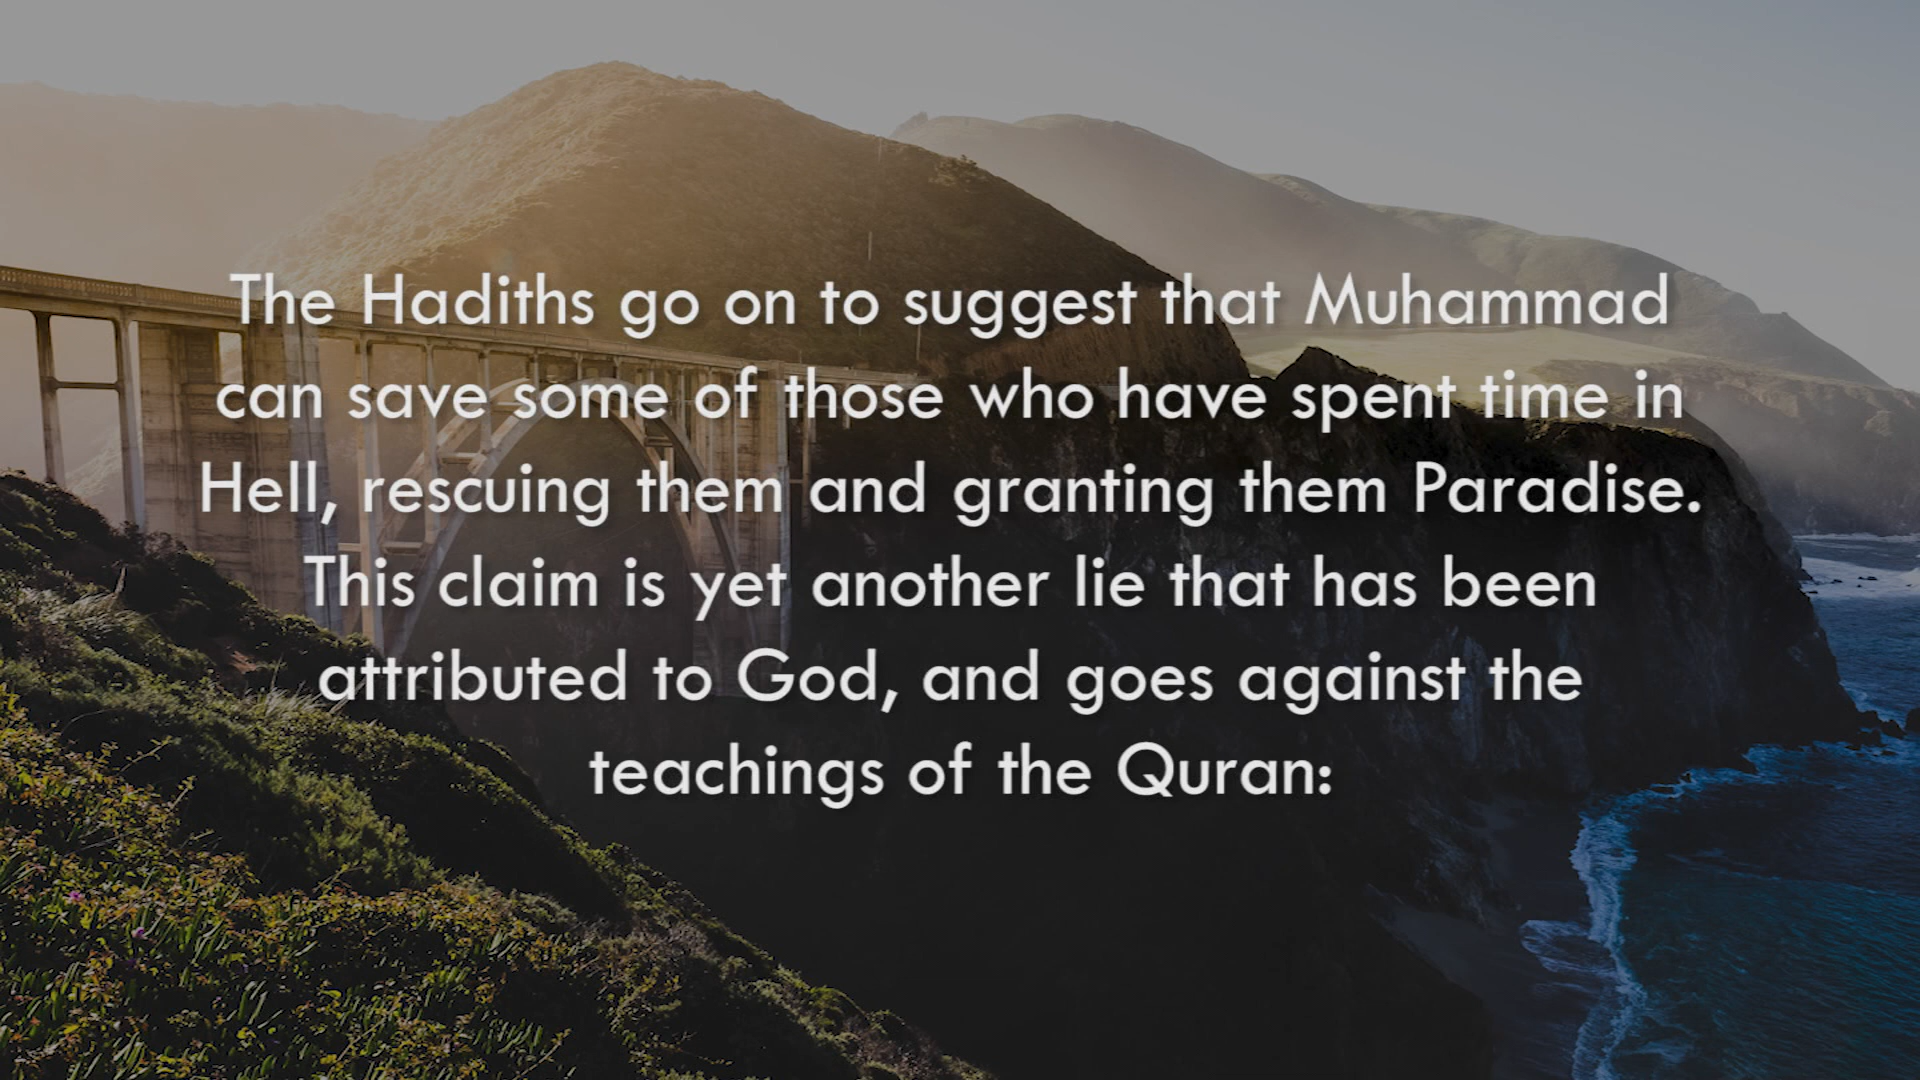 The Hadiths go on to suggest that Muhammad
can save some of those who have spent time in
Hell, rescuing them and granting them Paradise.
This claim is yet another lie that has been
attributed to God, and goes against the
teachings of the Quran: